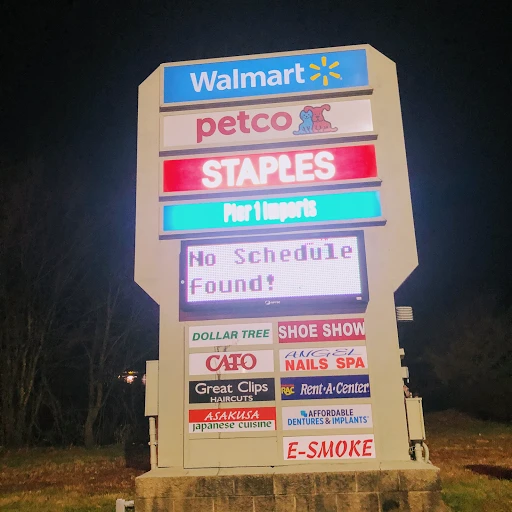 Walmart
petco
STAPLES
Pier 1 Imports
No Schedule
found!
DOLLAR TREE
SHOE SHOW
CATO
ANGEL
NAILS SPA
Great Clips
HAIRCUTS
RAC Rent-A-Center
ASAKUSA
japanese cuisine
AFFORDABLE
DENTURES & IMPLANTS
E-SMOKE